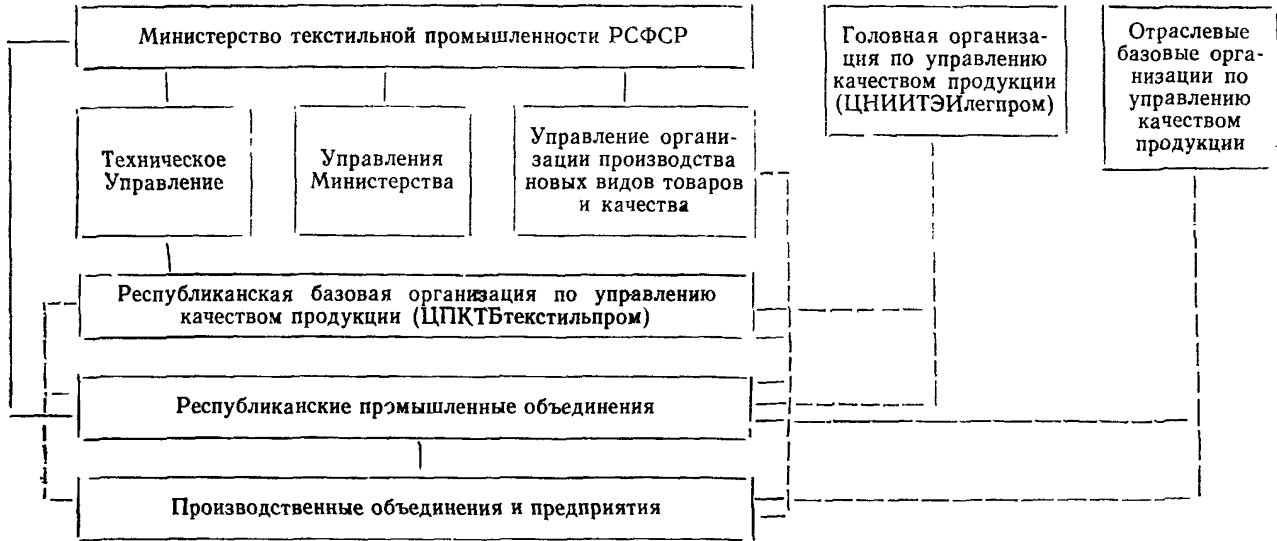 Министерство текстильной промышленности РСФСР
Головная организа-
ция по управлению
качеством продукции
(ЦНИИТЭИлегпром)
Отраслевые
базовые орга-
низации по
управлению
качеством
продукции
Техническое
Управление
Управления
Министерства
Управление органи-
зации производства
новых видов товаров
и качества
Республиканская базовая организация по управлению
качеством продукции (ЦПКТБтекстильпром)
Республиканские промышленные объединения
Производственные объединения и предприятия